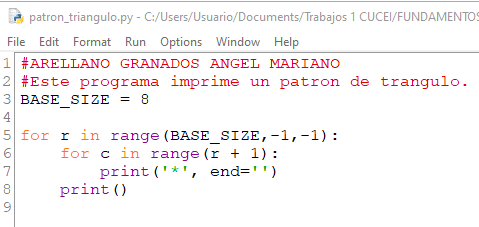 patron_triangulo.py - C:/Users/Usuario/Documents/Trabajos 1 CUCEI/FUNDAMENTOS
File Edit Format Run Options Window Help
1 #ARELLANO GRANADOS ANGEL MARIANO
2 #Este programa imprime un patron de trangulo.
3 BASE_SIZE = 8
4
5 for r in range(BASE_SIZE,-1,-1):
6     for c in range(r + 1):
7         print('*', end='')
8     print()
9